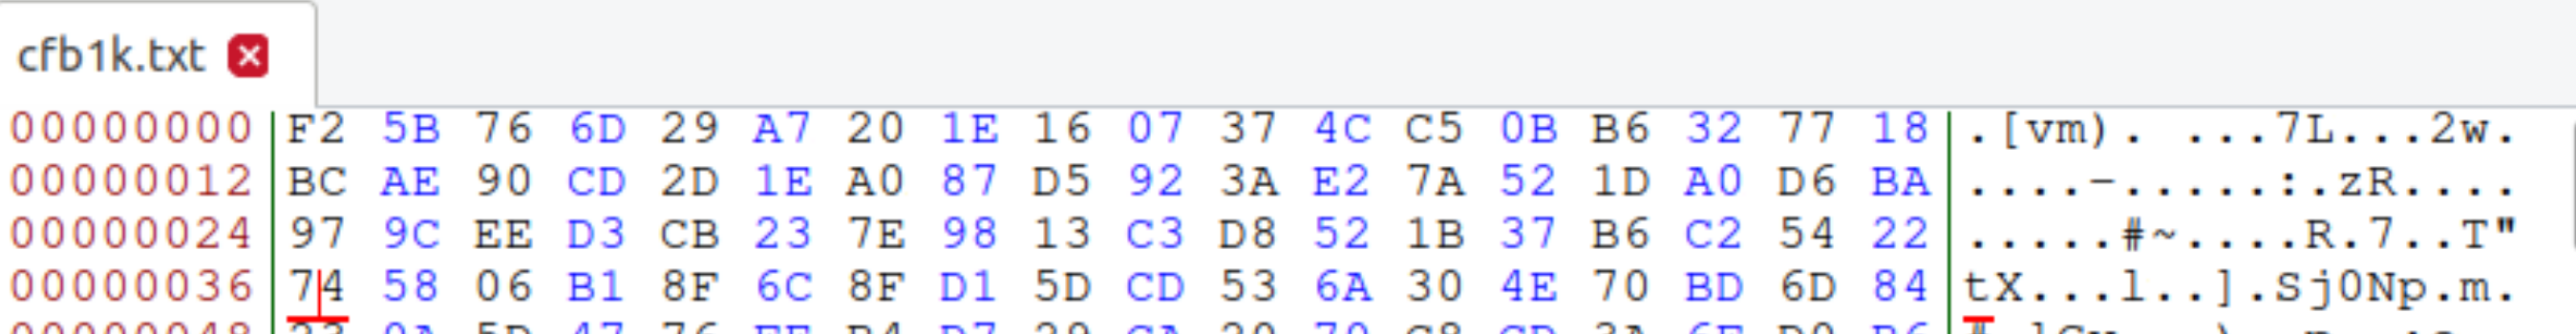 cfb1k.txt
00000000 F2 5B 76 6D 29 A7 20 1E 16 07 37 4C C5 0B B6 32 77 18 .[vm). ...7L...2w.
00000012 BC AE 90 CD 2D 1E A0 87 D5 92 3A E2 7A 52 1D A0 D6 BA ....-.....:.zR....
00000024 97 9C EE D3 CB 23 7E 98 13 C3 D8 52 1B 37 B6 C2 54 22 .....#~....R.7..T"
00000036 74 58 06 B1 8F 6C 8F D1 5D CD 53 6A 30 4E 70 BD 6D 84 tX...l..].Sj0Np.m.